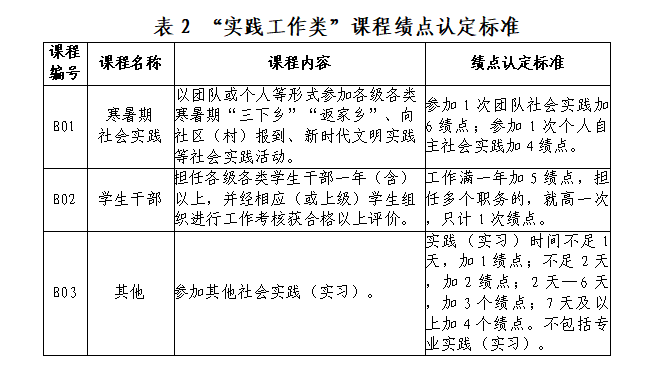 表 2 “实践工作类”课程绩点认定标准
课程
编号
课程名称
课程内容
绩点认定标准
B01
寒暑期
社会实践
以团队或个人等形式参加各级各类
寒暑期“三下乡”“返家乡”、向
社区（村）报到、新时代文明实践
等社会实践活动。
参加 1 次团队社会实践加
6 绩点；参加 1 次个人自
主社会实践加 4 绩点。
B02
学生干部
担任各级各类学生干部一年（含）
以上，并经相应（或上级）学生组
织进行工作考核获合格以上评价。
工作满一年加 5 绩点，担
任多个职务的，就高一次
，只计 1 次绩点。
B03
其他
参加其他社会实践（实习）。
实践（实习）时间不足 1
天，加 1 绩点；不足 2 天
，加 2 绩点；2 天—6 天
，加 3 个绩点；7 天及以
上加 4 个绩点。不包括专
业实践（实习）。